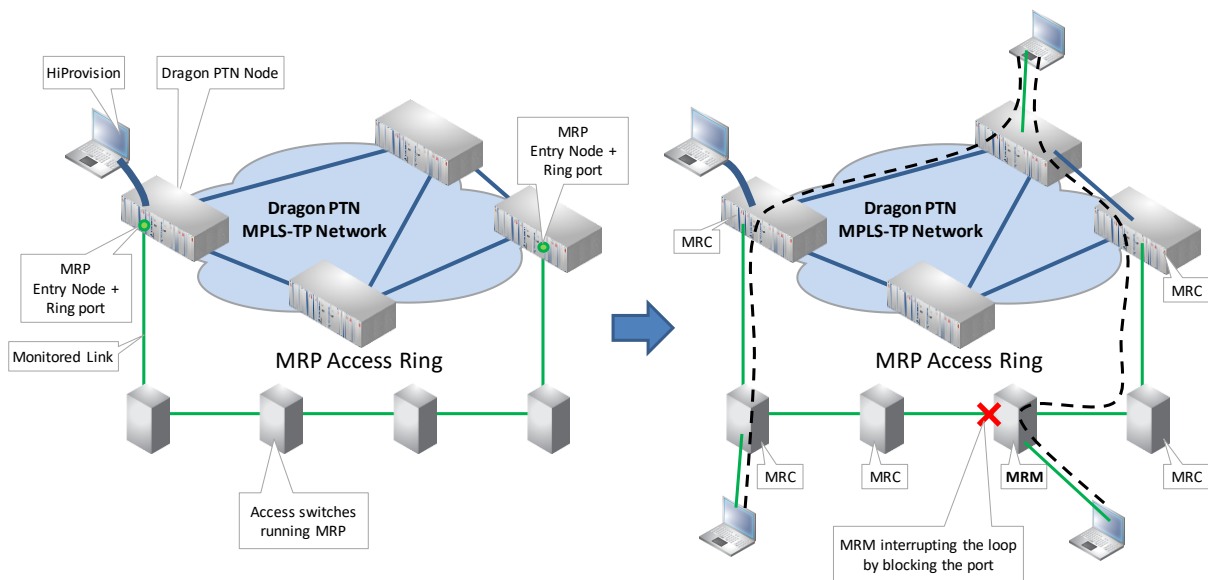 HiProvision
Dragon PTN Node
MRP
Entry Node +
Ring port
Dragon PTN
MPLS-TP Network
MRP
Entry Node +
Ring port
Monitored Link
MRP Access Ring
Access switches
running MRP
MRC
Dragon PTN
MPLS-TP Network
MRC
MRP Access Ring
MRC
MRC
MRM
MRC
MRM interrupting the loop
by blocking the port